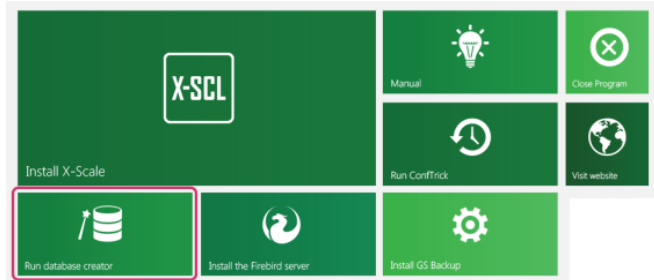 X-SCL
Install X-Scale
Manual
Close Program
Run ConfTrick
Visit website
Run database creator
Install the Firebird server
Install GS Backup